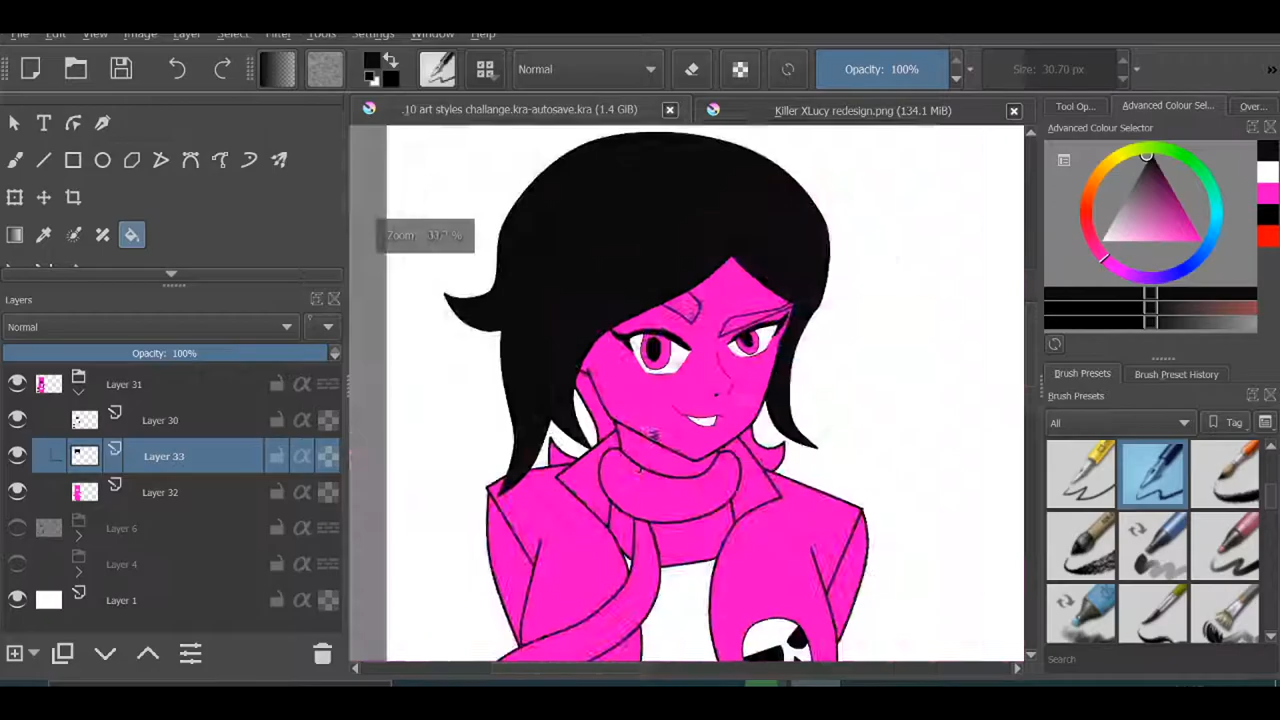 File Edit View Image Layer Select Filter Tools Settings Window Help
Normal Opacity: 100% Size: 30.70 px »
.10 art styles challange.kra-autosave.kra (1.4 GiB) Killer XLucy redesign.png (134.1 MiB) Tool Op... Advanced Colour Sel... Over...
Advanced Colour Selector
Zoom: 33.? %
Layers
Normal
Opacity: 100%
Layer 31
Layer 30
Layer 33
Layer 32
Layer 6
Layer 4
Layer 1
Brush Presets Brush Preset History
Brush Presets
All Tag
Search